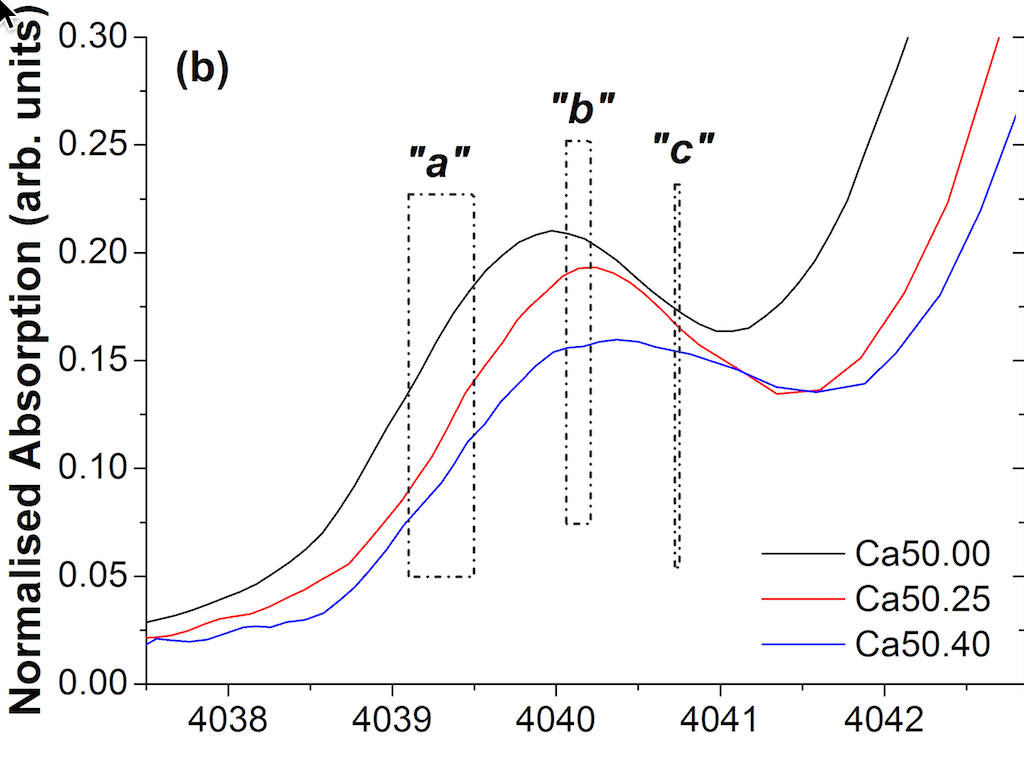 Normalised Absorption (arb. units)
0.30
0.25
0.20
0.15
0.10
0.05
0.00
(b)
"a"
"b"
"c"
Ca50.00
Ca50.25
Ca50.40
4038 4039 4040 4041 4042